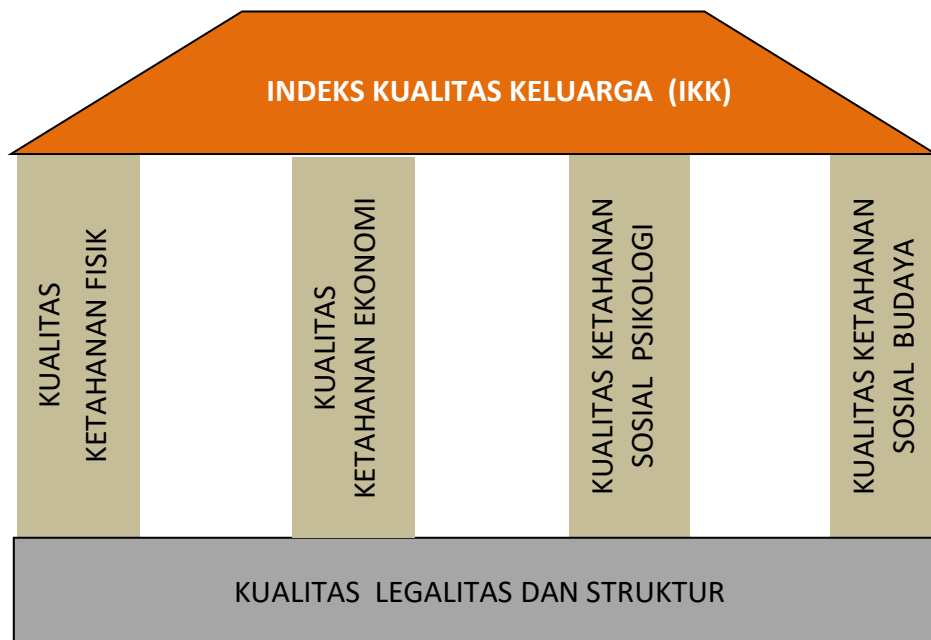 INDEKS KUALITAS KELUARGA (IKK)
KUALITAS
KETAHANAN FISIK
KUALITAS
KETAHANAN EKONOMI
KUALITAS KETAHANAN
SOSIAL PSIKOLOGI
KUALITAS KETAHANAN
SOSIAL BUDAYA
KUALITAS LEGALITAS DAN STRUKTUR